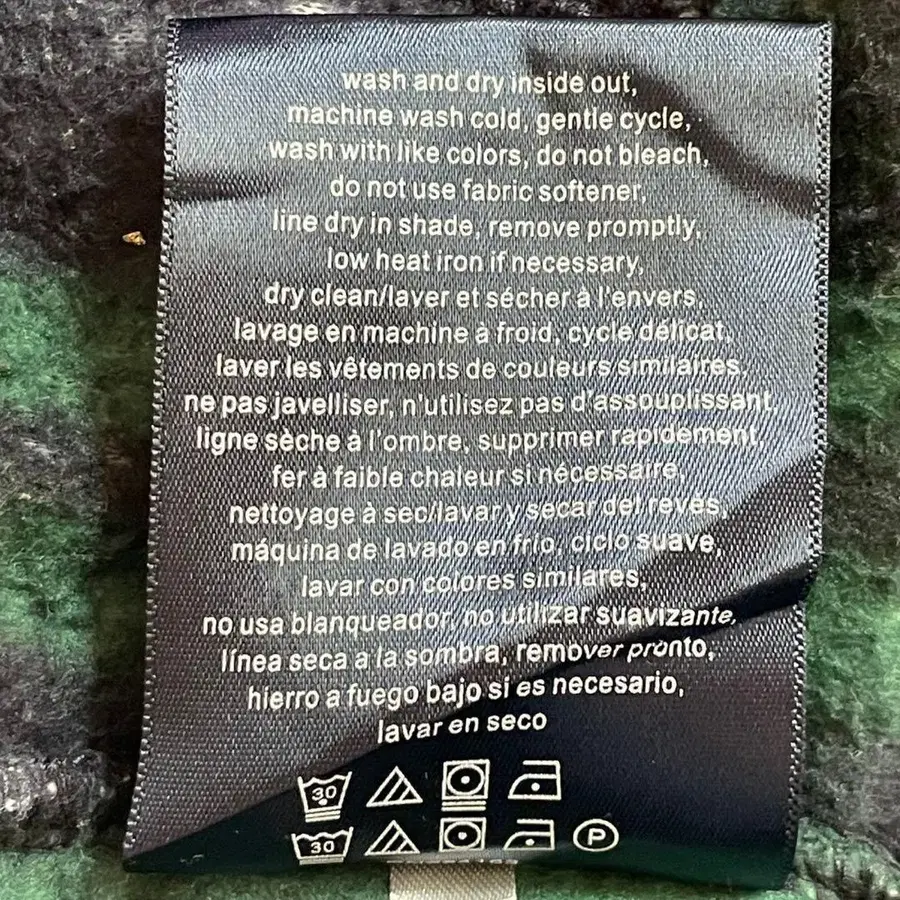 wash and dry inside out,
machine wash cold, gentle cycle,
wash with like colors, do not bleach,
do not use fabric softener,
line dry in shade, remove promptly,
low heat iron if necessary,
dry clean/laver et sécher à l'envers,
lavage en machine à froid, cycle délicat,
laver les vêtements de couleurs similaires,
ne pas javelliser, n'utilisez pas d'assouplissant,
ligne sèche à l'ombre, supprimer rapidement,
fer à faible chaleur si nécessaire,
nettoyage à sec/lavar y secar del revés,
máquina de lavado en frio, ciclo suave,
lavar con colores similares,
no usa blanqueador, no utilizar suavizante,
línea seca a la sombra, remover pronto,
hierro a fuego bajo si es necesario,
lavar en seco
30
30 P